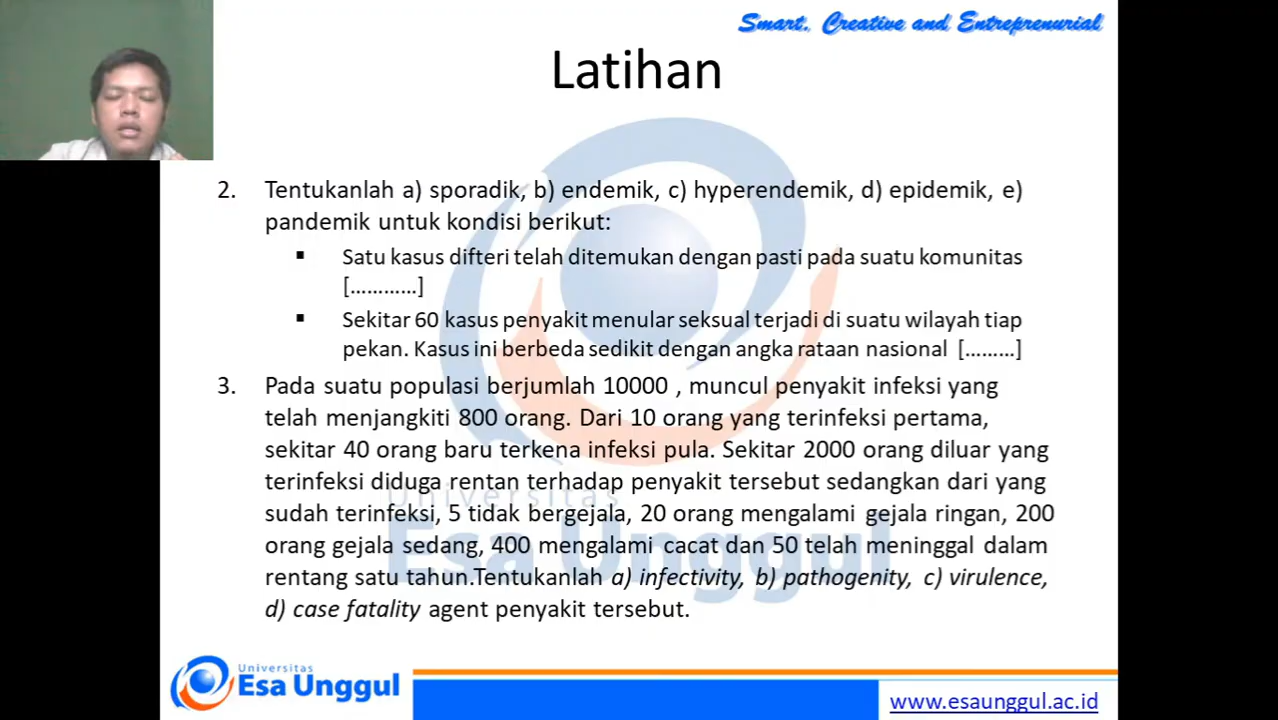 Smart, Creative and Entreprenurial
Latihan
2. Tentukanlah a) sporadik, b) endemik, c) hyperendemik, d) epidemik, e)
pandemik untuk kondisi berikut:
▪ Satu kasus difteri telah ditemukan dengan pasti pada suatu komunitas
[............]
▪ Sekitar 60 kasus penyakit menular seksual terjadi di suatu wilayah tiap
pekan. Kasus ini berbeda sedikit dengan angka rataan nasional [.........]
3. Pada suatu populasi berjumlah 10000 , muncul penyakit infeksi yang
telah menjangkiti 800 orang. Dari 10 orang yang terinfeksi pertama,
sekitar 40 orang baru terkena infeksi pula. Sekitar 2000 orang diluar yang
terinfeksi diduga rentan terhadap penyakit tersebut sedangkan dari yang
sudah terinfeksi, 5 tidak bergejala, 20 orang mengalami gejala ringan, 200
orang gejala sedang, 400 mengalami cacat dan 50 telah meninggal dalam
rentang satu tahun.Tentukanlah a) infectivity, b) pathogenity, c) virulence,
d) case fatality agent penyakit tersebut.
Universitas
Esa Unggul
Universitas
Esa Unggul
www.esaunggul.ac.id